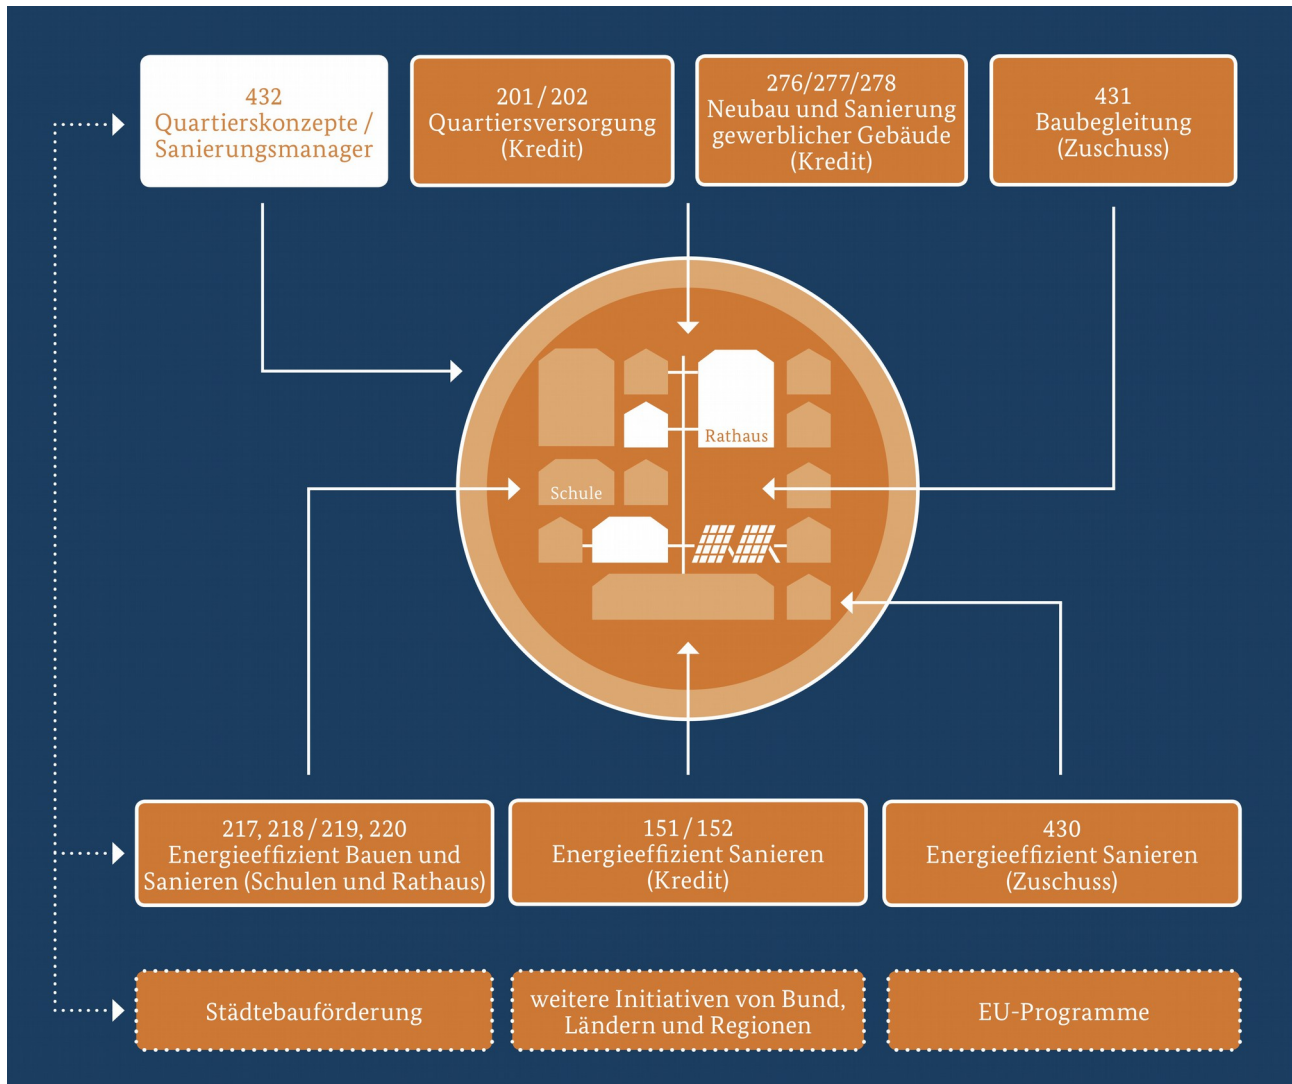 432
Quartierskonzepte /
Sanierungsmanager
201 / 202
Quartiersversorgung
(Kredit)
276/277/278
Neubau und Sanierung
gewerblicher Gebäude
(Kredit)
431
Baubegleitung
(Zuschuss)
Rathaus
Schule
217, 218 / 219, 220
Energieeffizient Bauen und
Sanieren (Schulen und Rathaus)
151 / 152
Energieeffizient Sanieren
(Kredit)
430
Energieeffizient Sanieren
(Zuschuss)
Städtebauförderung
weitere Initiativen von Bund,
Ländern und Regionen
EU-Programme